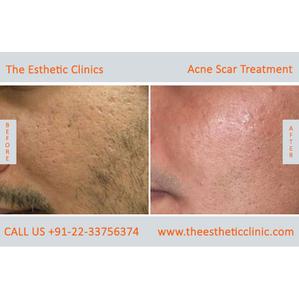 The Esthetic Clinics
Acne Scar Treatment
BEFORE
AFTER
CALL US +91-22-33756374
www.theestheticclinic.com